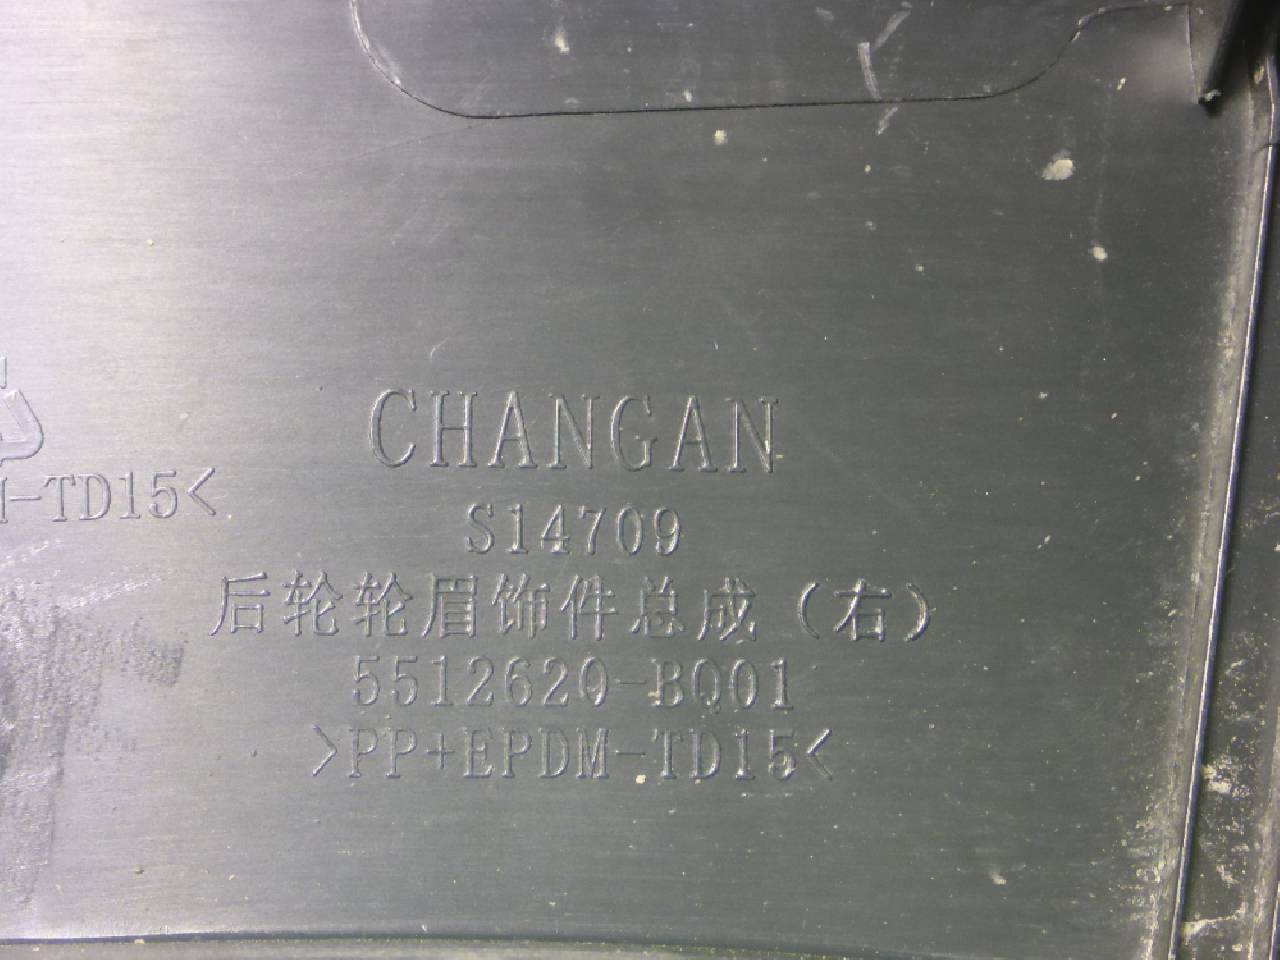 CHANGAN
-TD15<
S14709
后轮轮眉饰件总成(右)
5512620-BQ01
>PP+EPDM-TD15<